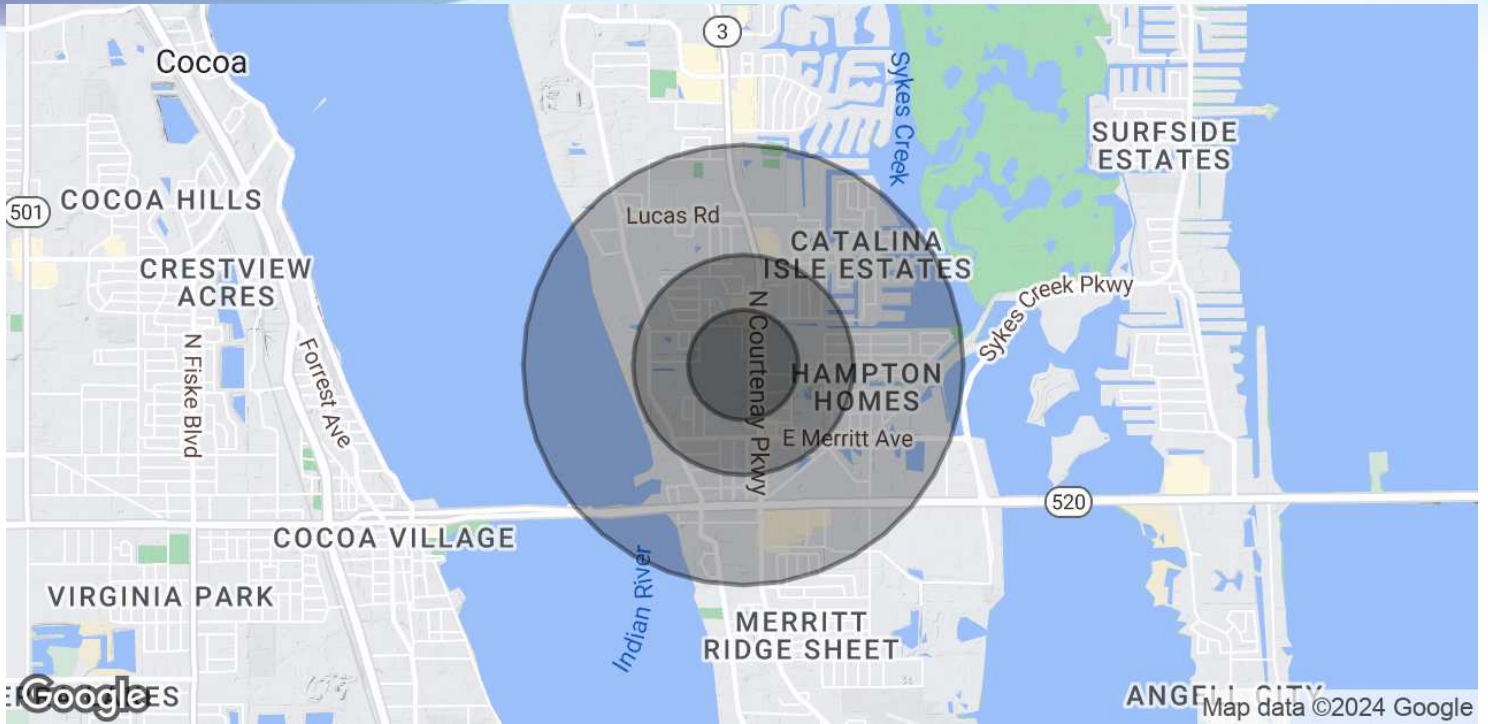 3
Cocoa
Sykes Creek
SURFSIDE
ESTATES
501
COCOA HILLS
Lucas Rd
CATALINA
ISLE ESTATES
CRESTVIEW
ACRES
Sykes Creek Pkwy
N Courtenay Pkwy
N Fiske Blvd
Forrest Ave
HAMPTON
HOMES
E Merritt Ave
520
COCOA VILLAGE
Indian River
VIRGINIA PARK
MERRITT
RIDGE SHEET
ANGELL CITY
Google
Map data ©2024 Google